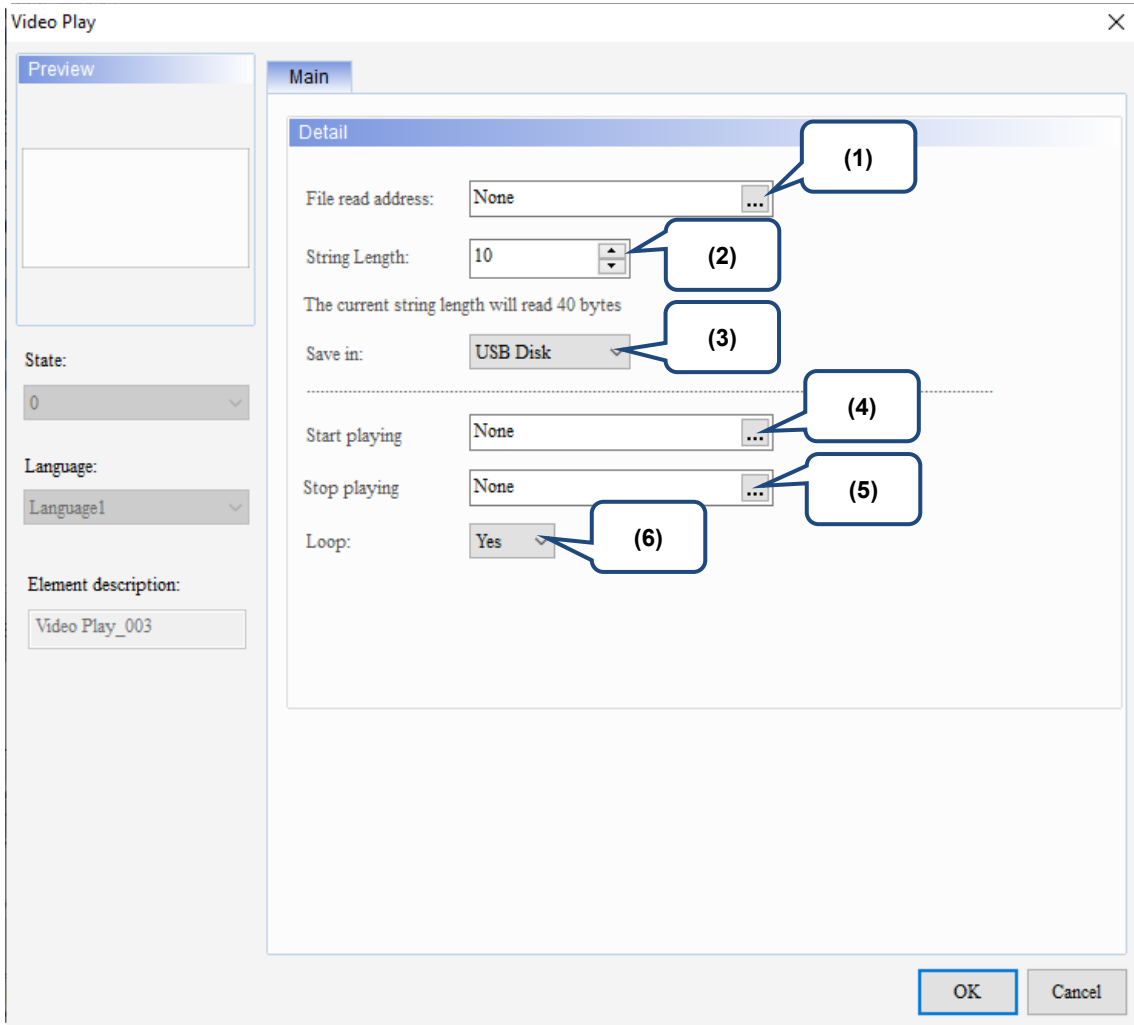 Video Play
Preview
State:
0
Language:
Language1
Element description:
Video Play_003
Main
Detail
File read address: None ... (1)
String Length: 10 (2)
The current string length will read 40 bytes
Save in: USB Disk (3)
Start playing None ... (4)
Stop playing None ... (5)
Loop: Yes (6)
OK Cancel